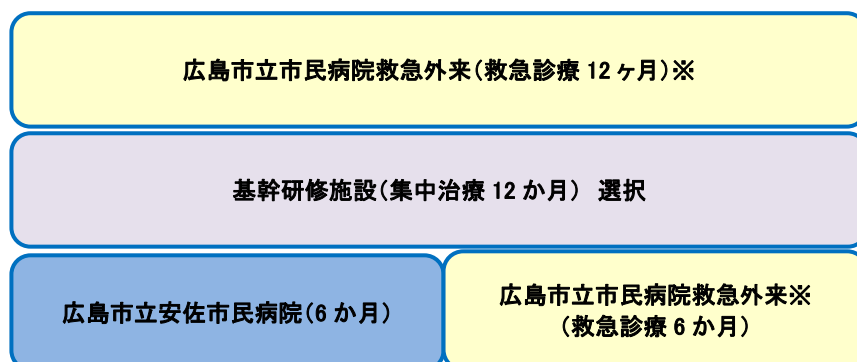 広島市立市民病院救急外来(救急診療 12 ヶ月)※
基幹研修施設(集中治療 12 か月) 選択
広島市立安佐市民病院(6 か月)
広島市立市民病院救急外来※
(救急診療 6 か月)